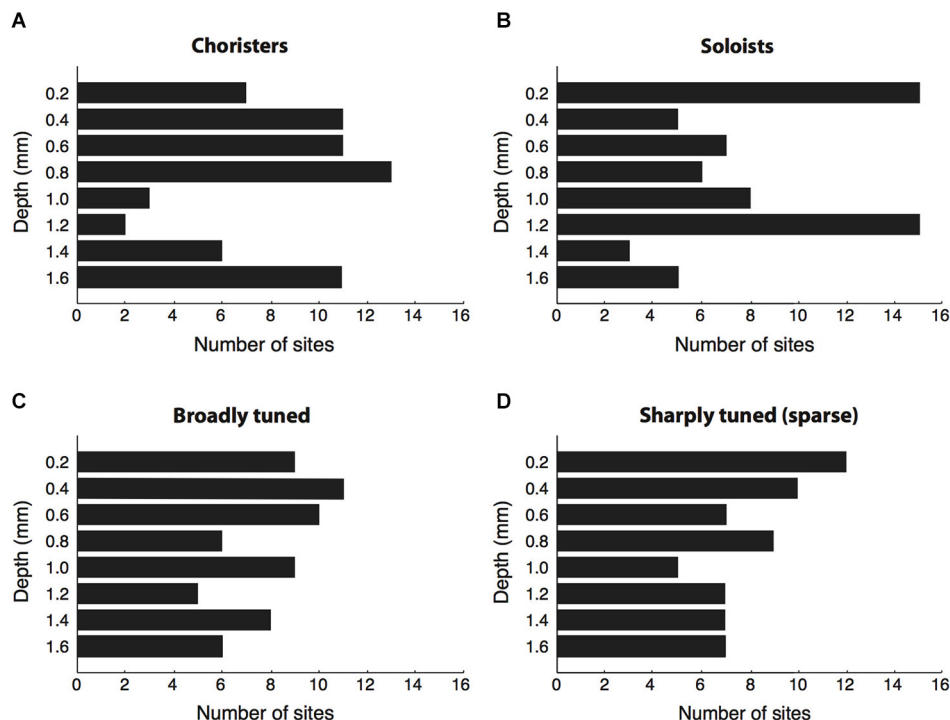 A
Choristers
Depth (mm)
0.2
0.4
0.6
0.8
1.0
1.2
1.4
1.6
0 2 4 6 8 10 12 14 16
Number of sites
B
Soloists
Depth (mm)
0.2
0.4
0.6
0.8
1.0
1.2
1.4
1.6
0 2 4 6 8 10 12 14 16
Number of sites
C
Broadly tuned
Depth (mm)
0.2
0.4
0.6
0.8
1.0
1.2
1.4
1.6
0 2 4 6 8 10 12 14 16
Number of sites
D
Sharply tuned (sparse)
Depth (mm)
0.2
0.4
0.6
0.8
1.0
1.2
1.4
1.6
0 2 4 6 8 10 12 14 16
Number of sites